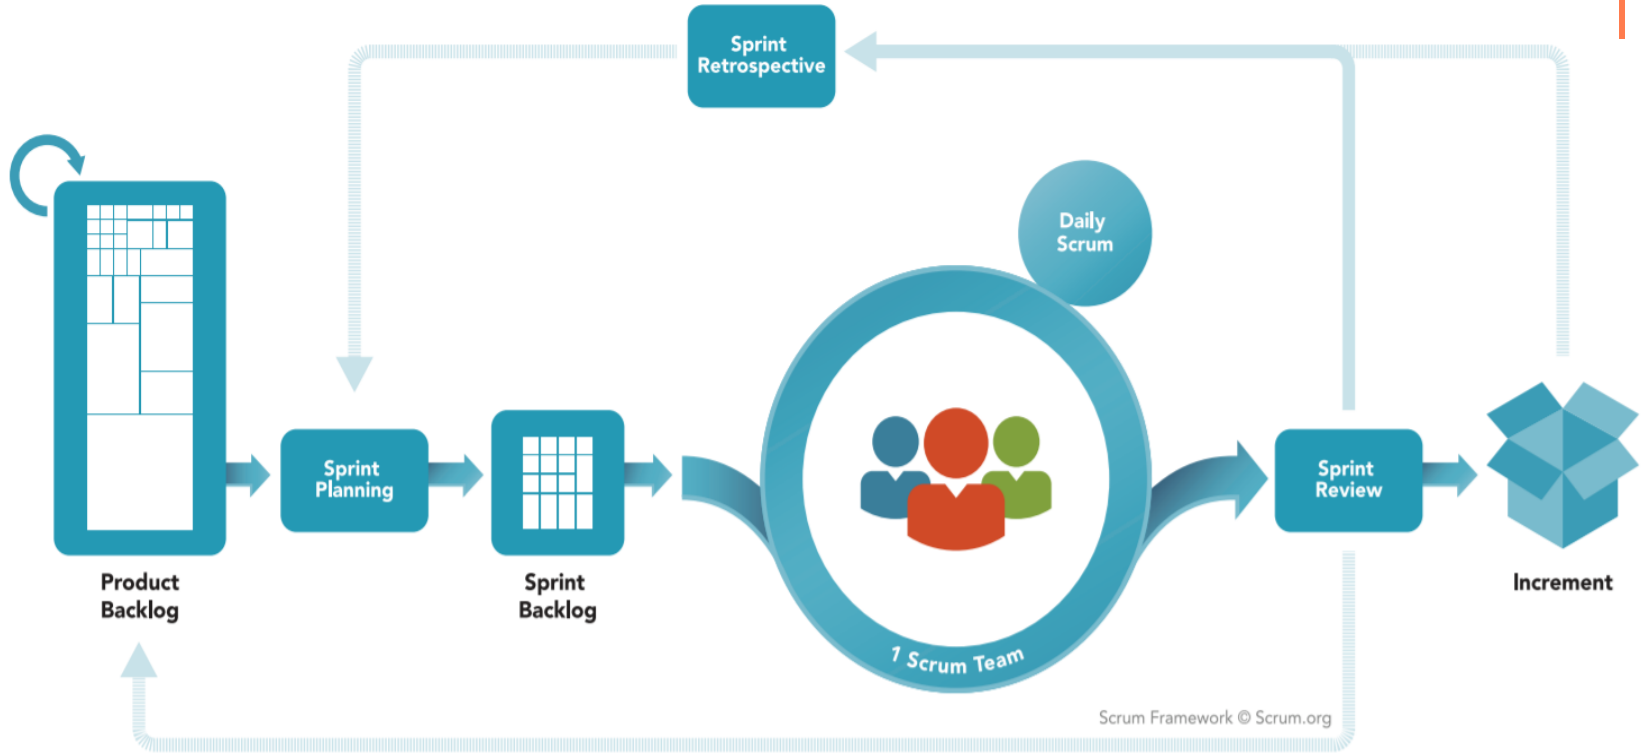 Sprint
Retrospective
Daily
Scrum
Sprint
Planning
Sprint
Review
Product
Backlog
Sprint
Backlog
Increment
1 Scrum Team
Scrum Framework © Scrum.org